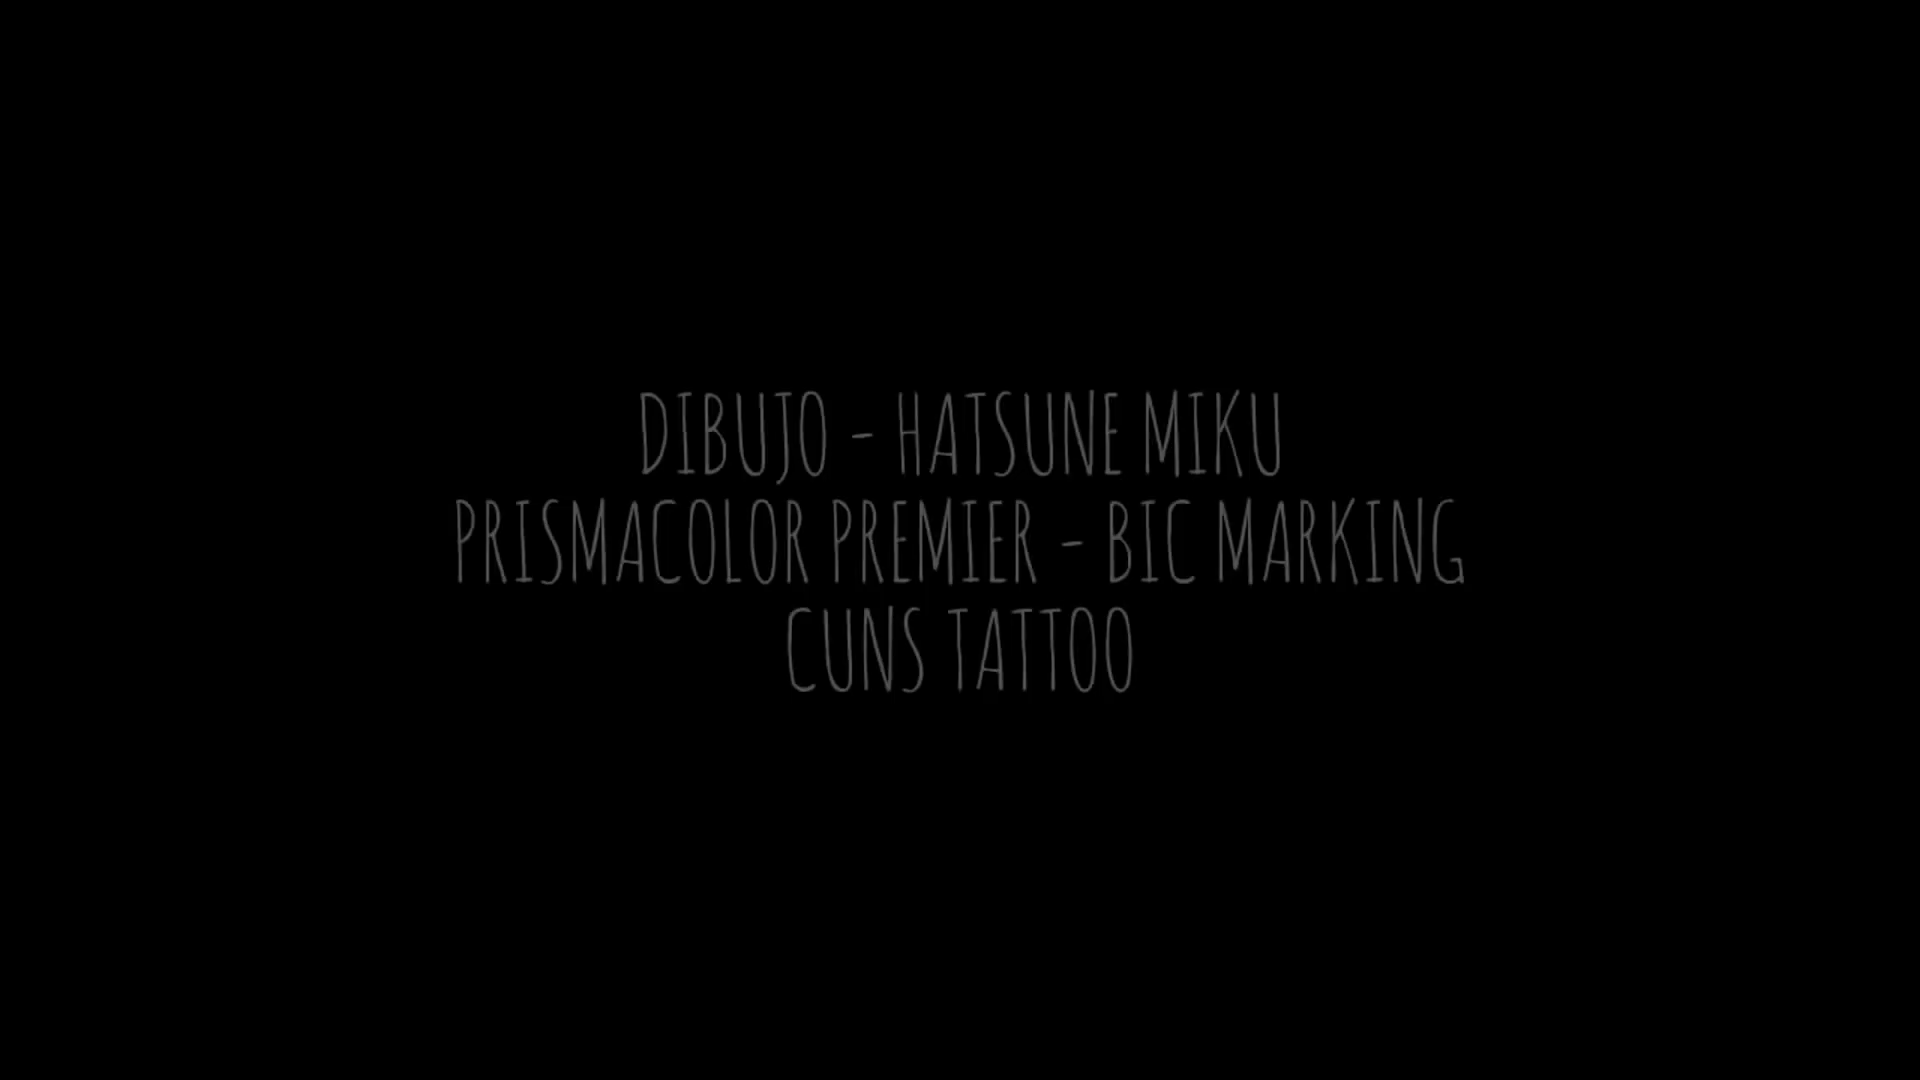 DIBUJO - HATSUNE MIKU
PRISMACOLOR PREMIER - BIC MARKING
CUNS TATTOO